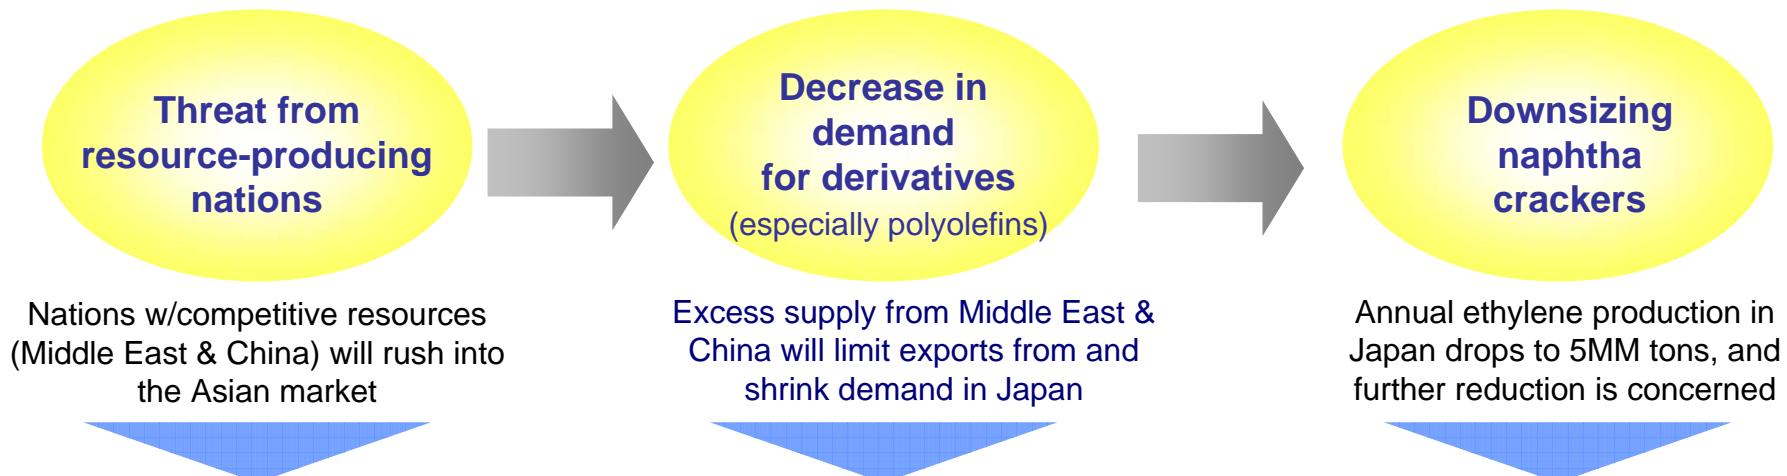 Threat from
resource-producing
nations
Nations w/competitive resources
(Middle East & China) will rush into
the Asian market
Decrease in
demand
for derivatives
(especially polyolefins)
Excess supply from Middle East &
China will limit exports from and
shrink demand in Japan
Downsizing
naphtha
crackers
Annual ethylene production in
Japan drops to 5MM tons, and
further reduction is concerned